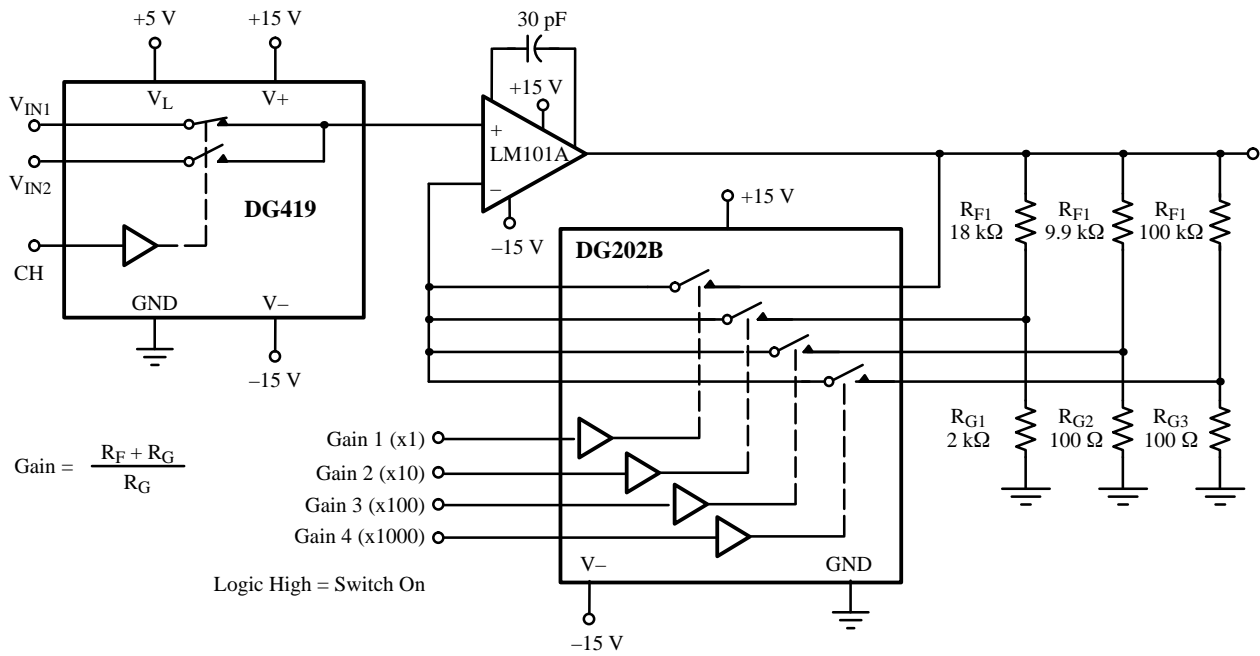 +5 V
+15 V
V_L
V+
V_IN1
V_IN2
DG419
CH
GND
V–
–15 V
30 pF
+15 V
+
LM101A
–
–15 V
+15 V
DG202B
R_F1
18 kΩ
R_F1
9.9 kΩ
R_F1
100 kΩ
R_G1
2 kΩ
R_G2
100 Ω
R_G3
100 Ω
Gain 1 (x1)
Gain 2 (x10)
Gain 3 (x100)
Gain 4 (x1000)
V–
GND
–15 V
Gain = R_F + R_G
R_G
Logic High = Switch On